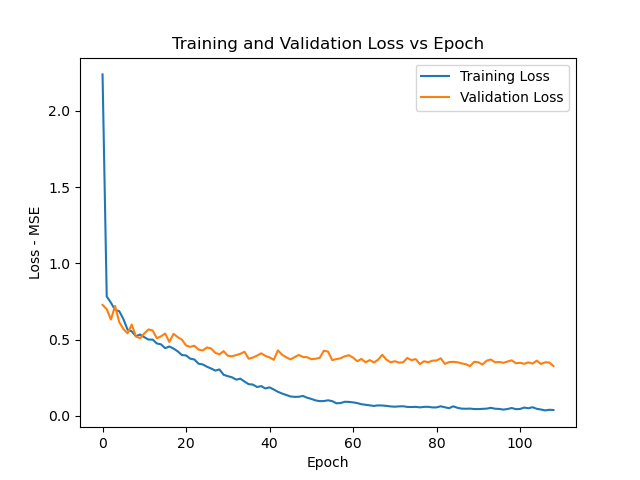 Training and Validation Loss vs Epoch
Training Loss
Validation Loss
2.0
1.5
1.0
0.5
0.0
Loss - MSE
0 20 40 60 80 100
Epoch